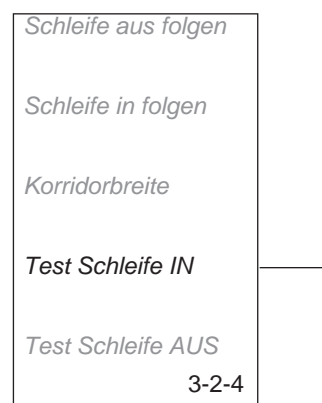 Schleife aus folgen
Schleife in folgen
Korridorbreite
Test Schleife IN
Test Schleife AUS
3-2-4